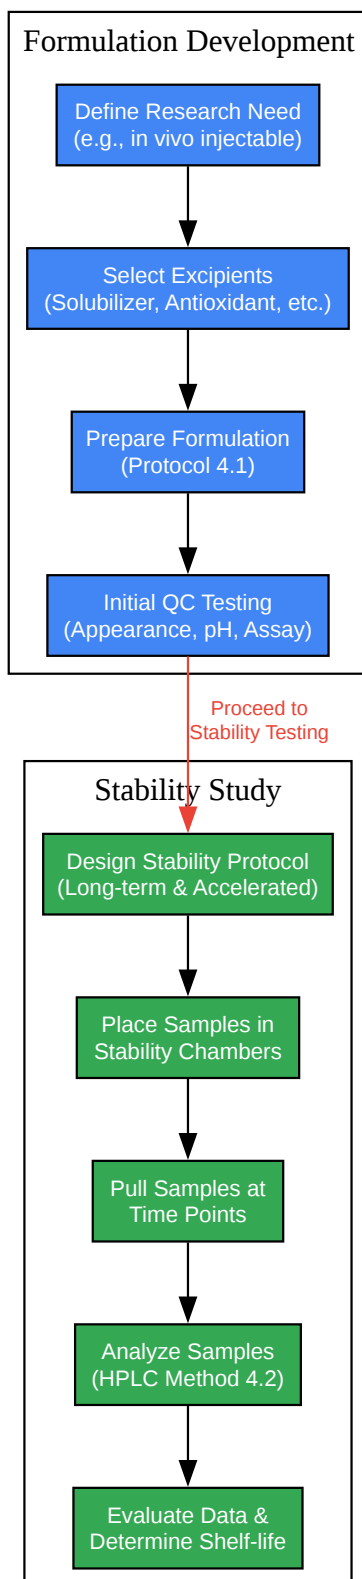 Formulation Development
Define Research Need
(e.g., in vivo injectable)
Select Excipients
(Solubilizer, Antioxidant, etc.)
Prepare Formulation
(Protocol 4.1)
Initial QC Testing
(Appearance, pH, Assay)
Proceed to
Stability Testing
Stability Study
Design Stability Protocol
(Long-term & Accelerated)
Place Samples in
Stability Chambers
Pull Samples at
Time Points
Analyze Samples
(HPLC Method 4.2)
Evaluate Data &
Determine Shelf-life